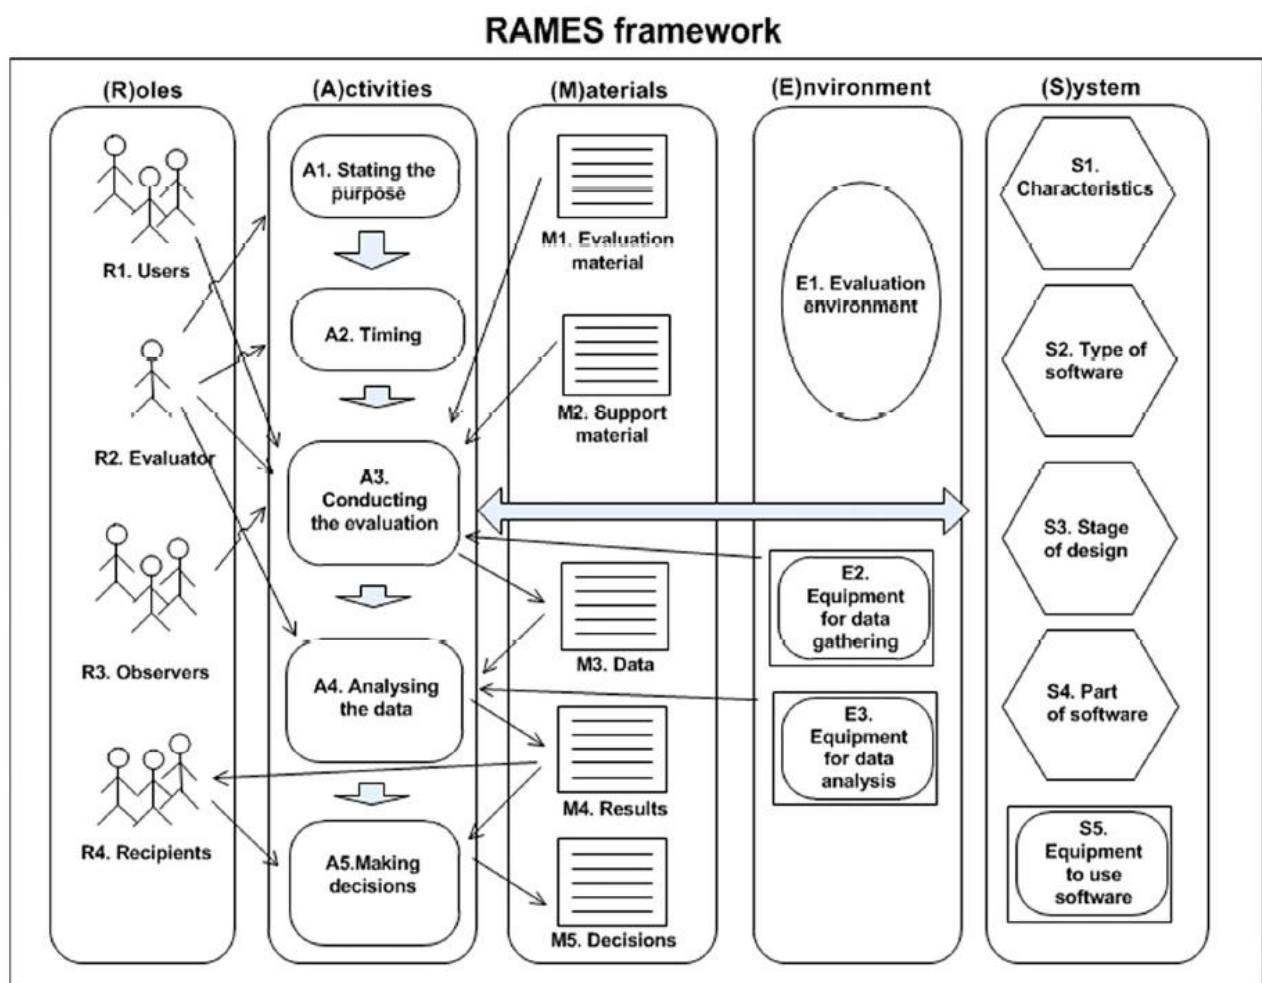 RAMES framework
(R)oles
(A)ctivities
(M)aterials
(E)nvironment
(S)ystem
R1. Users
R2. Evaluator
R3. Observers
R4. Recipients
A1. Stating the
purpose
A2. Timing
A3.
Conducting
the evaluation
A4. Analysing
the data
A5.Making
decisions
M1. Evaluation
material
M2. Support
material
M3. Data
M4. Results
M5. Decisions
E1. Evaluation
environment
E2.
Equipment
for data
gathering
E3.
Equipment
for data
analysis
S1.
Characteristics
S2. Type of
software
S3. Stage
of design
S4. Part
of software
S5.
Equipment
to use
software